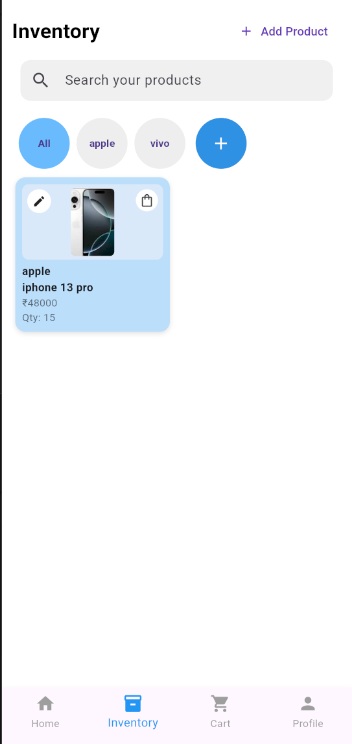 Inventory
+ Add Product
Search your products
All apple vivo +
apple
iphone 13 pro
₹48000
Qty: 15
Home Inventory Cart Profile